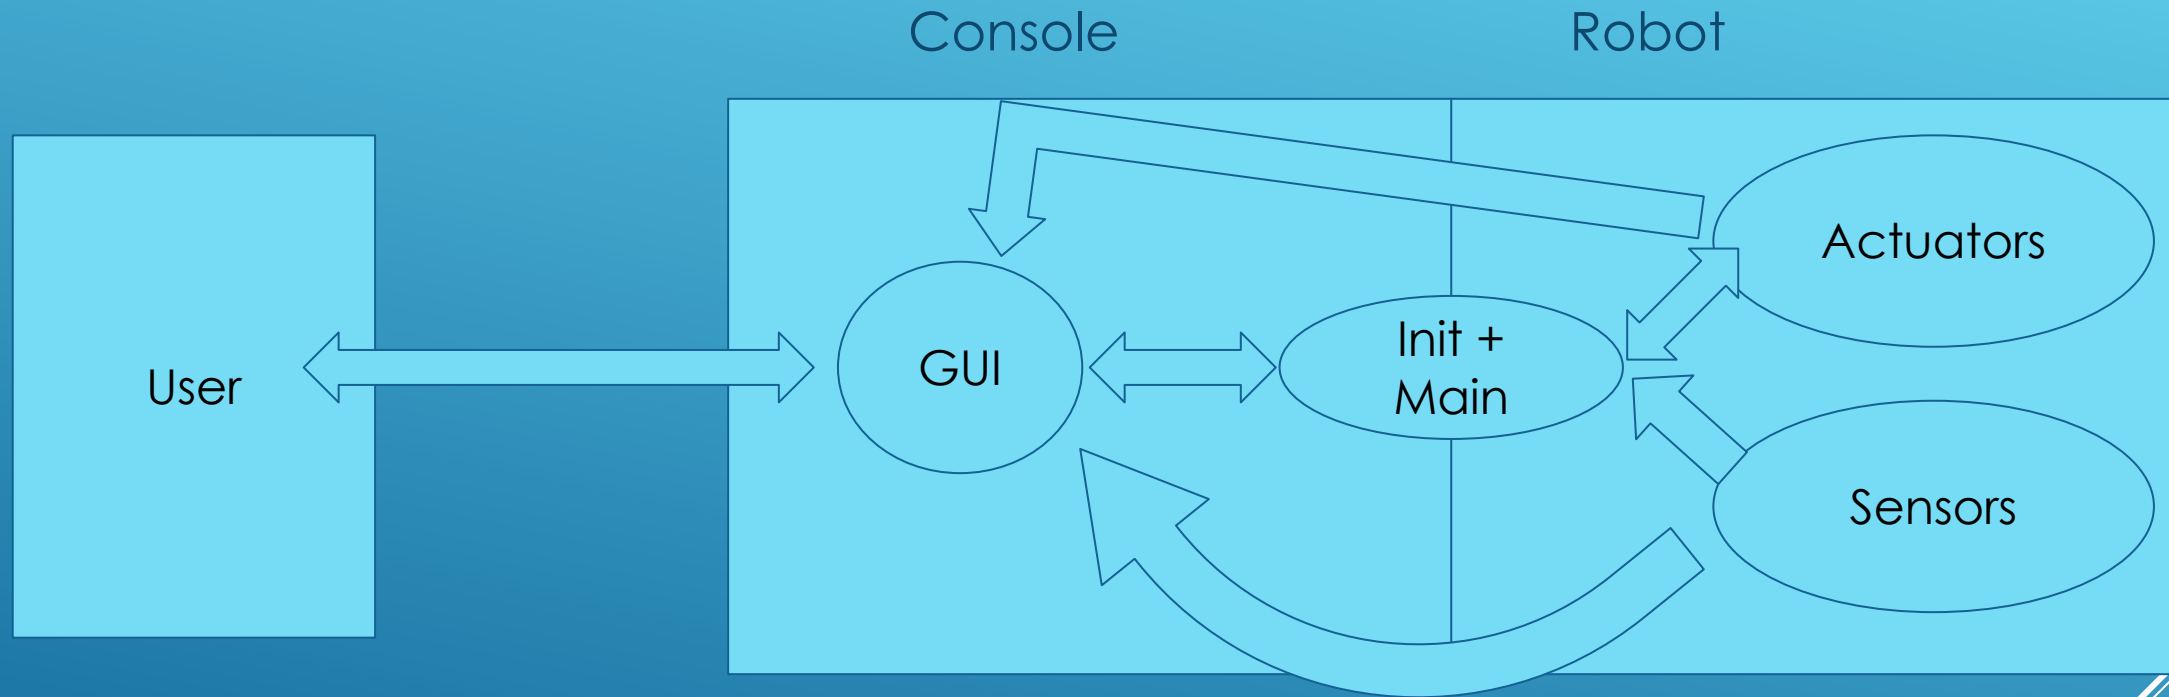 Console
Robot
User
GUI
Init +
Main
Actuators
Sensors